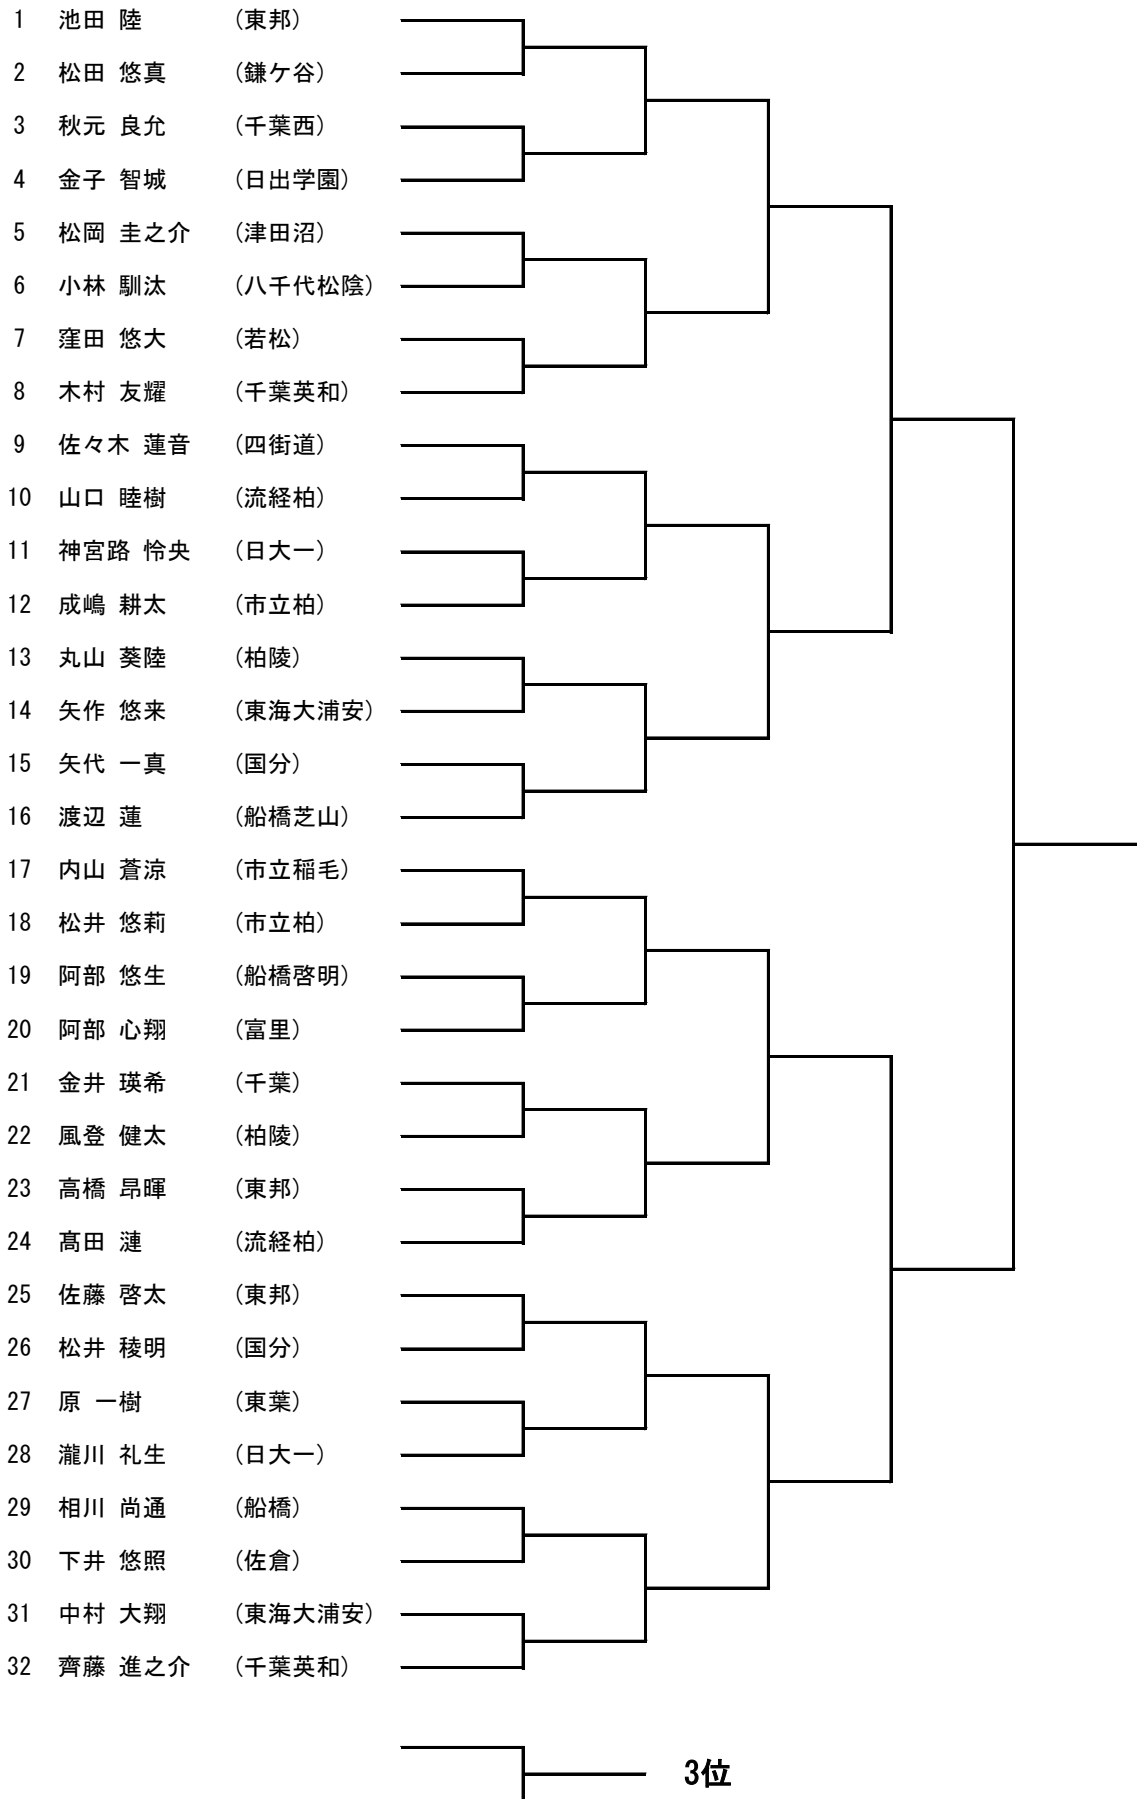 1 池田 陸 (東邦)
2 松田 悠真 (鎌ケ谷)
3 秋元 良允 (千葉西)
4 金子 智城 (日出学園)
5 松岡 圭之介 (津田沼)
6 小林 馴汰 (八千代松陰)
7 窪田 悠大 (若松)
8 木村 友耀 (千葉英和)
9 佐々木 蓮音 (四街道)
10 山口 睦樹 (流経柏)
11 神宮路 怜央 (日大一)
12 成嶋 耕太 (市立柏)
13 丸山 葵陸 (柏陵)
14 矢作 悠来 (東海大浦安)
15 矢代 一真 (国分)
16 渡辺 蓮 (船橋芝山)
17 内山 蒼涼 (市立稲毛)
18 松井 悠莉 (市立柏)
19 阿部 悠生 (船橋啓明)
20 阿部 心翔 (富里)
21 金井 瑛希 (千葉)
22 風登 健太 (柏陵)
23 高橋 昂暉 (東邦)
24 髙田 漣 (流経柏)
25 佐藤 啓太 (東邦)
26 松井 稜明 (国分)
27 原 一樹 (東葉)
28 瀧川 礼生 (日大一)
29 相川 尚通 (船橋)
30 下井 悠照 (佐倉)
31 中村 大翔 (東海大浦安)
32 齊藤 進之介 (千葉英和)
3位